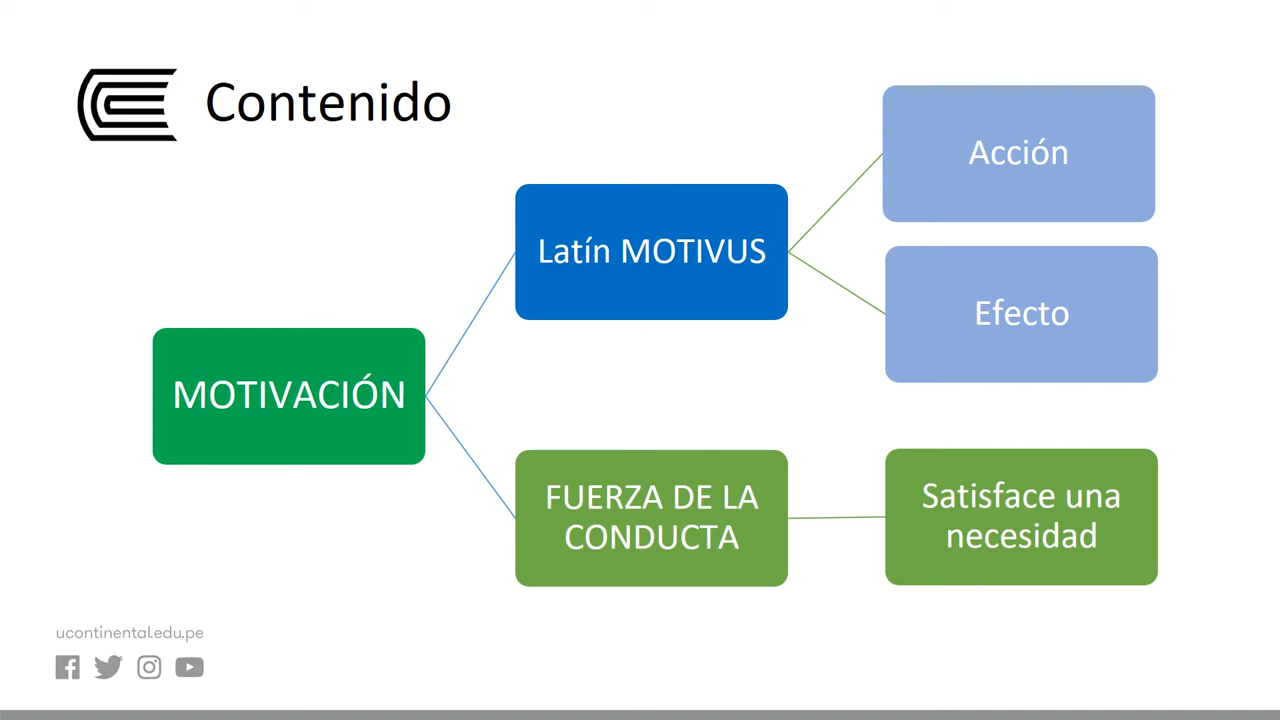 Contenido
MOTIVACIÓN
Latín MOTIVUS
Acción
Efecto
FUERZA DE LA
CONDUCTA
Satisface una
necesidad
ucontinental.edu.pe